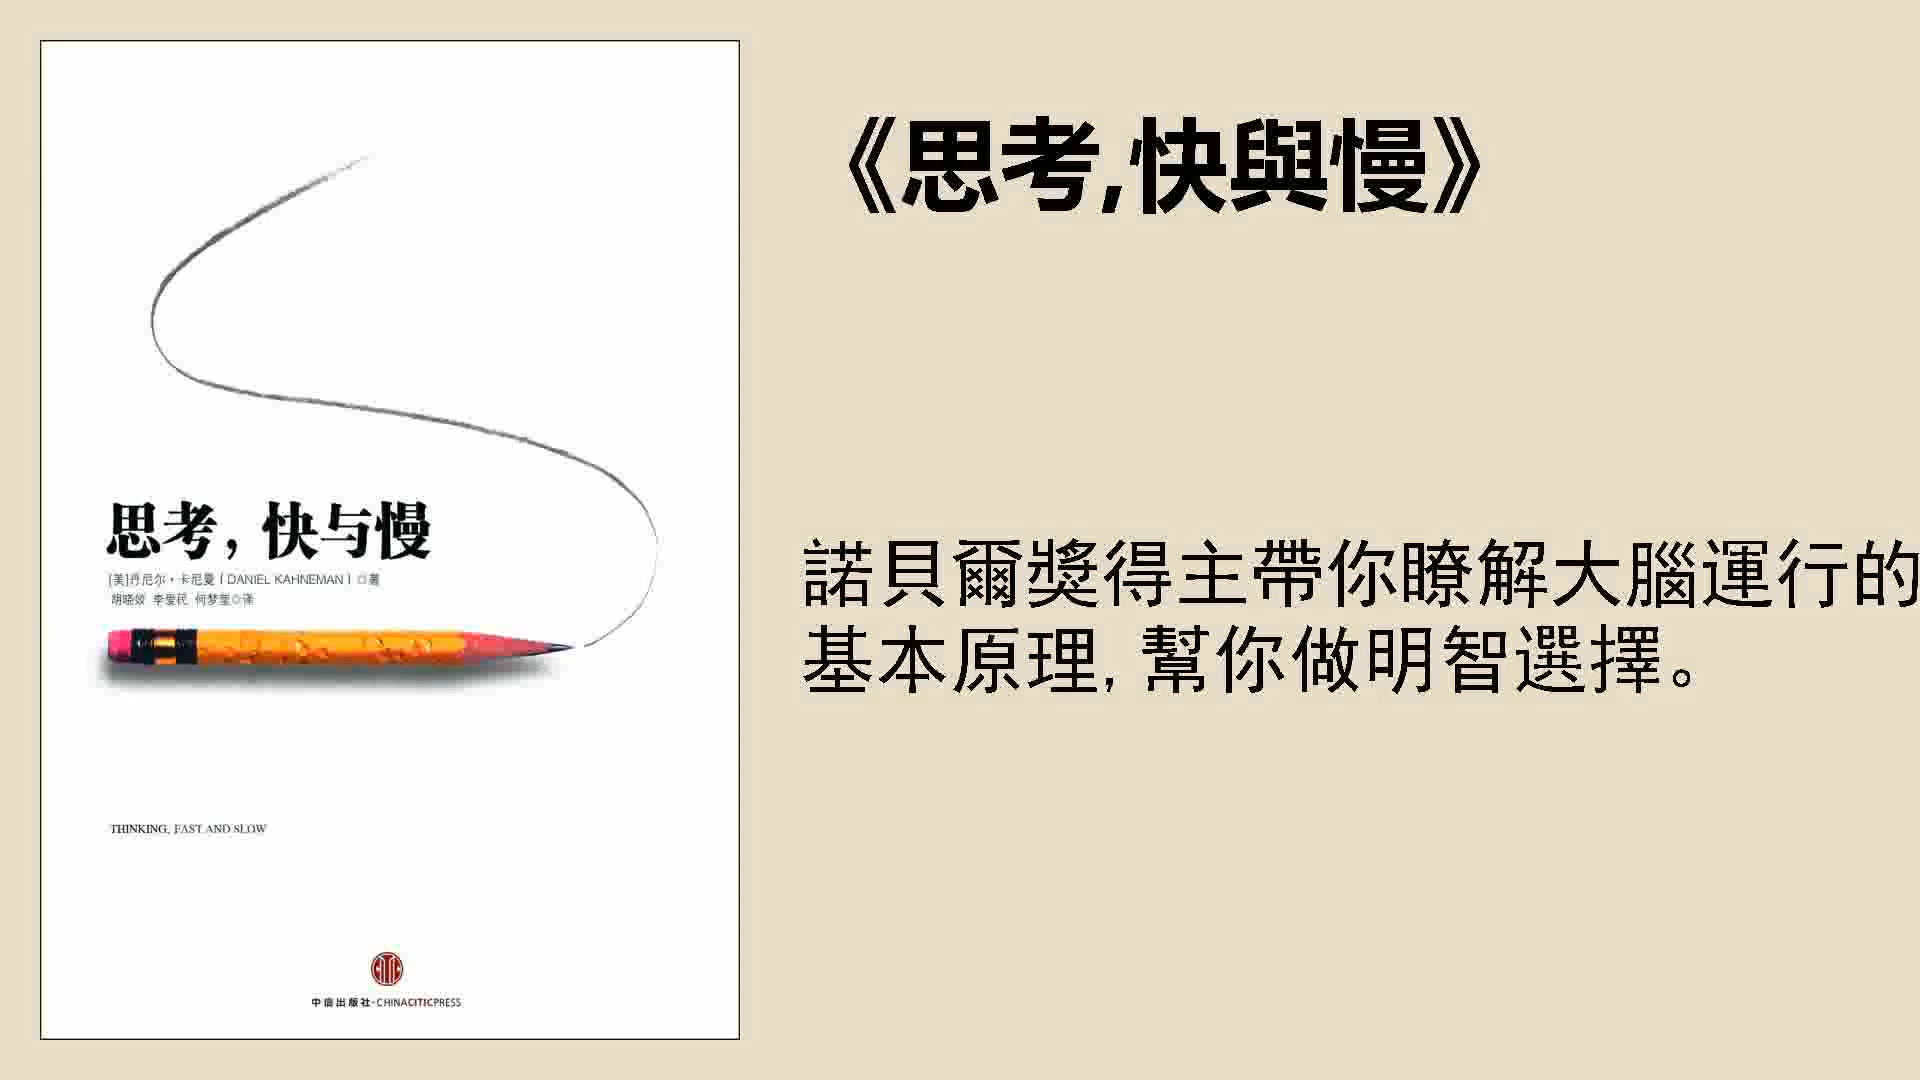 思考，快与慢
[美]丹尼尔·卡尼曼（DANIEL KAHNEMAN）◎著
胡晓姣 李爱民 何梦莹◎译
THINKING, FAST AND SLOW
中信出版社·CHINACITICPRESS
《思考,快與慢》
諾貝爾獎得主帶你瞭解大腦運行的
基本原理,幫你做明智選擇。